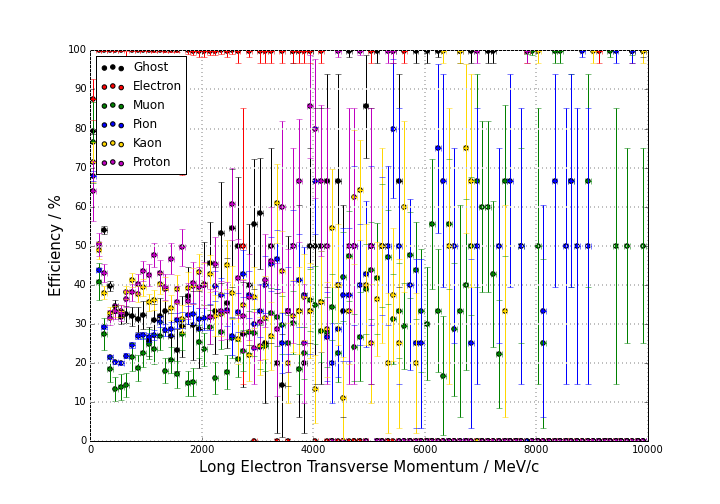 100
90
80
70
60
50
40
30
20
10
0
Efficiency / %
Ghost
Electron
Muon
Pion
Kaon
Proton
0 2000 4000 6000 8000 10000
Long Electron Transverse Momentum / MeV/c